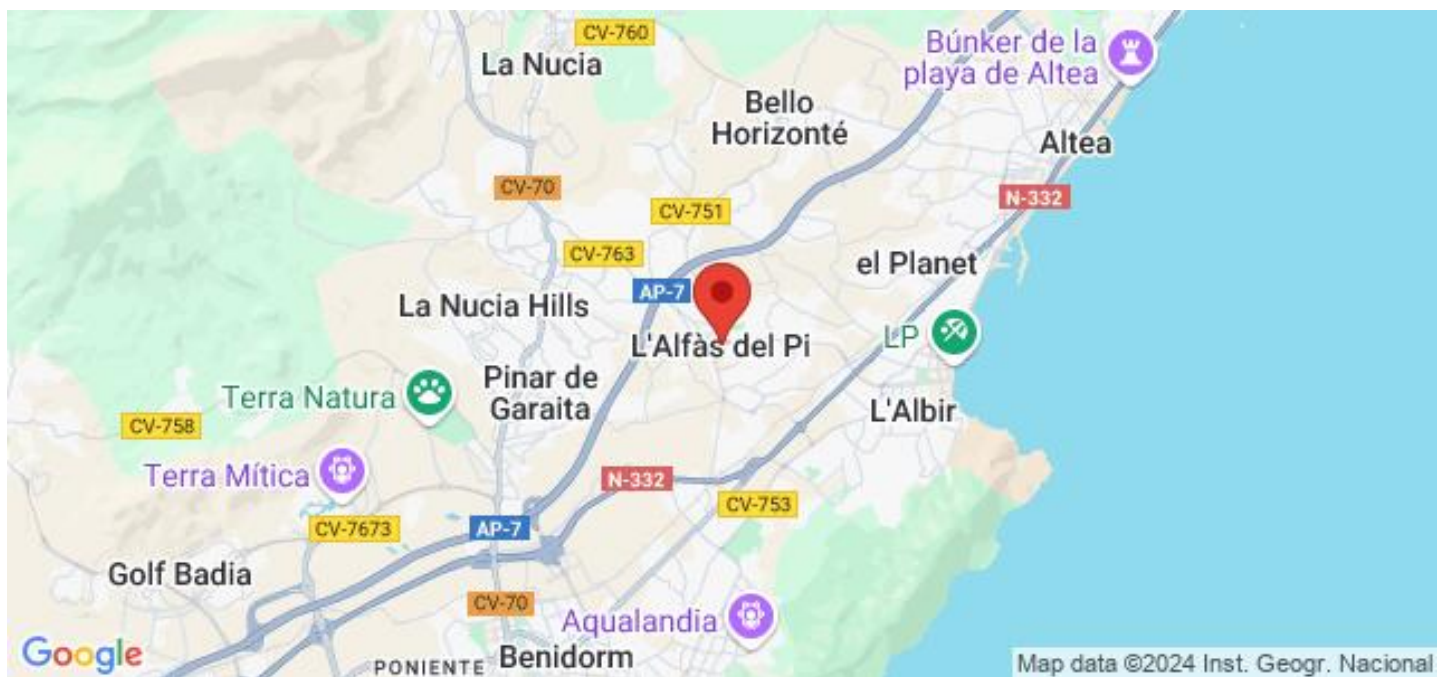 CV-760
La Nucia
Búnker de la
playa de Altea
Bello
Horizonté
Altea
CV-70
N-332
CV-751
CV-763
el Planet
AP-7
La Nucia Hills
LP
L'Alfàs del Pi
Pinar de
Garaita
Terra Natura
L'Albir
CV-758
Terra Mítica
N-332
CV-753
CV-7673
AP-7
Golf Badia
CV-70
Aqualandia
Google
PONIENTE
Benidorm
Map data ©2024 Inst. Geogr. Nacional